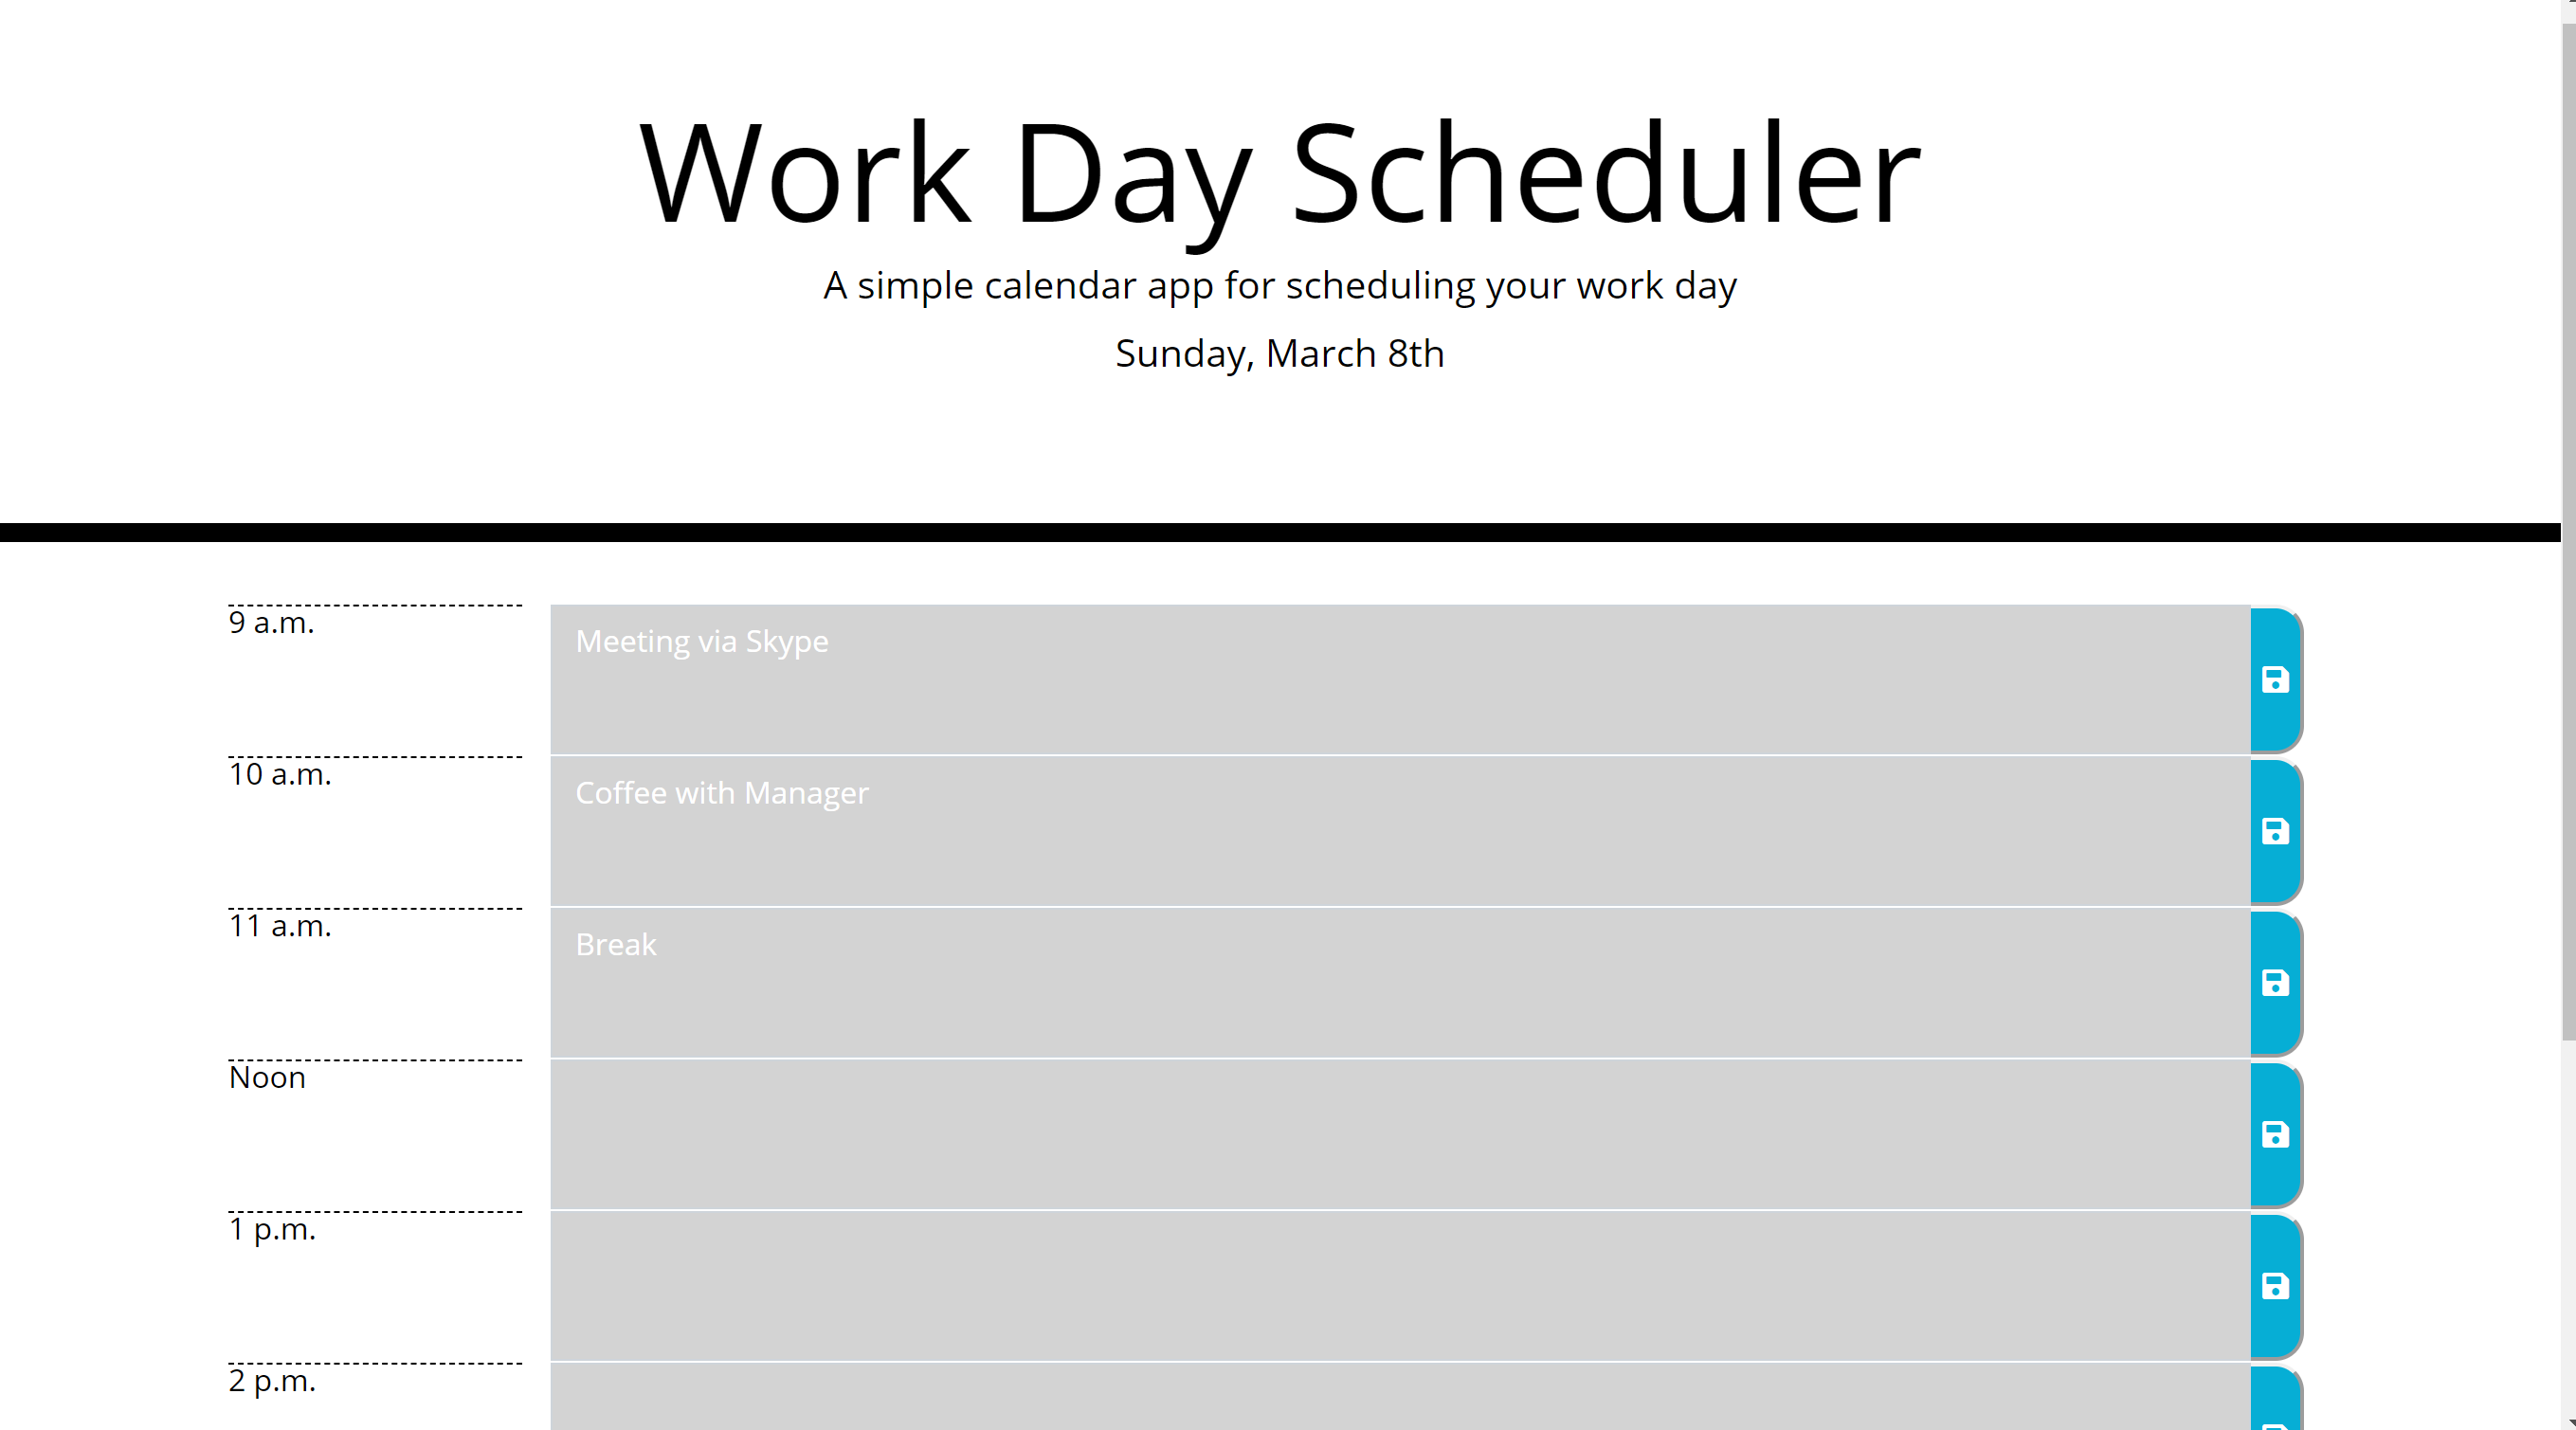 Work Day Scheduler
A simple calendar app for scheduling your work day
Sunday, March 8th
9 a.m.
Meeting via Skype
10 a.m.
Coffee with Manager
11 a.m.
Break
Noon
1 p.m.
2 p.m.